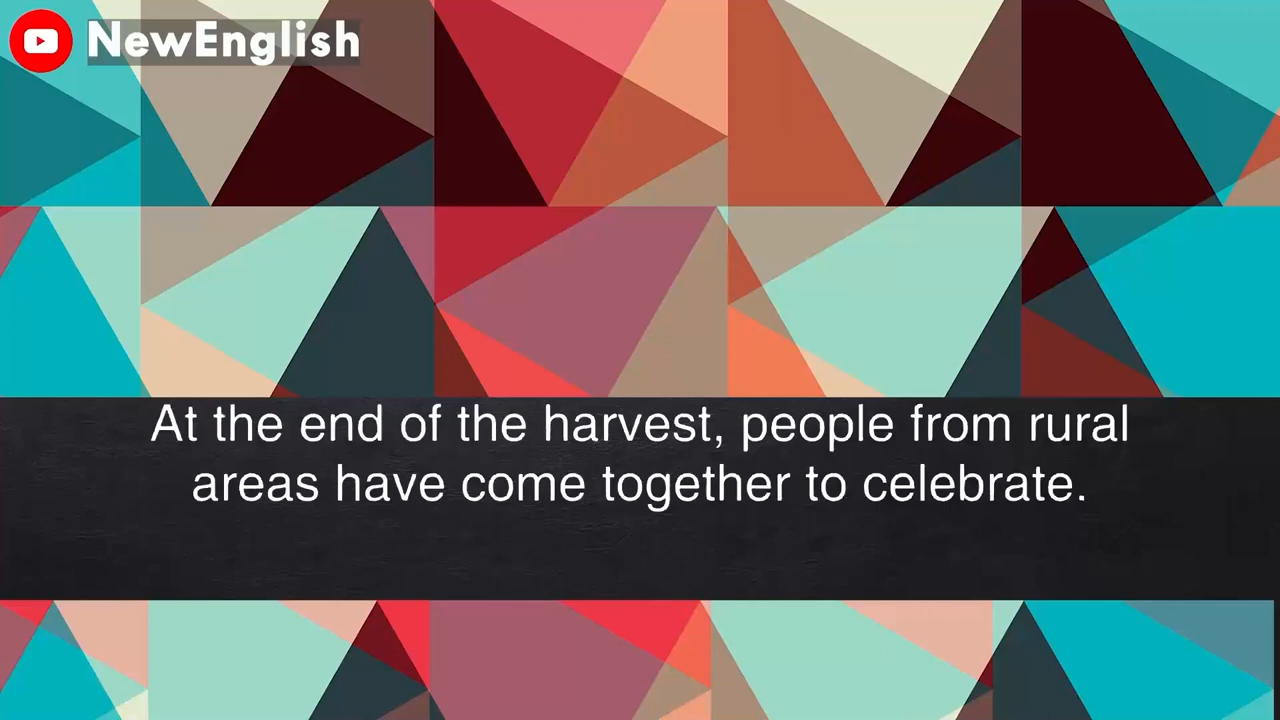 NewEnglish
At the end of the harvest, people from rural
areas have come together to celebrate.